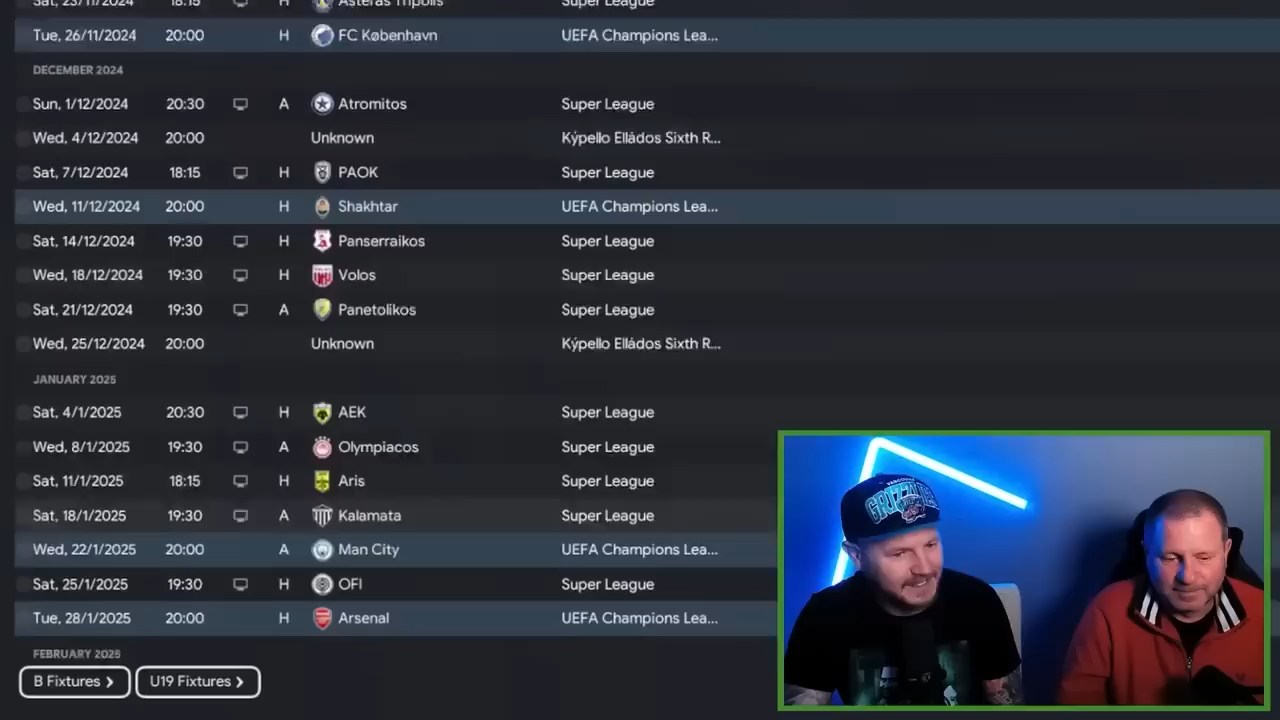 Sat, 23/11/2024 18:15 H Asteras Tripolis Super League
Tue, 26/11/2024 20:00 H FC København UEFA Champions Lea...
DECEMBER 2024
Sun, 1/12/2024 20:30 A Atromitos Super League
Wed, 4/12/2024 20:00 Unknown Kýpello Elládos Sixth R...
Sat, 7/12/2024 18:15 H PAOK Super League
Wed, 11/12/2024 20:00 H Shakhtar UEFA Champions Lea...
Sat, 14/12/2024 19:30 H Panserraikos Super League
Wed, 18/12/2024 19:30 H Volos Super League
Sat, 21/12/2024 19:30 A Panetolikos Super League
Wed, 25/12/2024 20:00 Unknown Kýpello Elládos Sixth R...
JANUARY 2025
Sat, 4/1/2025 20:30 H AEK Super League
Wed, 8/1/2025 19:30 A Olympiacos Super League
Sat, 11/1/2025 18:15 H Aris Super League
Sat, 18/1/2025 19:30 A Kalamata Super League
Wed, 22/1/2025 20:00 A Man City UEFA Champions Lea...
Sat, 25/1/2025 19:30 H OFI Super League
Tue, 28/1/2025 20:00 H Arsenal UEFA Champions Lea...
FEBRUARY 2025
B Fixtures > U19 Fixtures >
VANCOUVER
GRIZZLIES